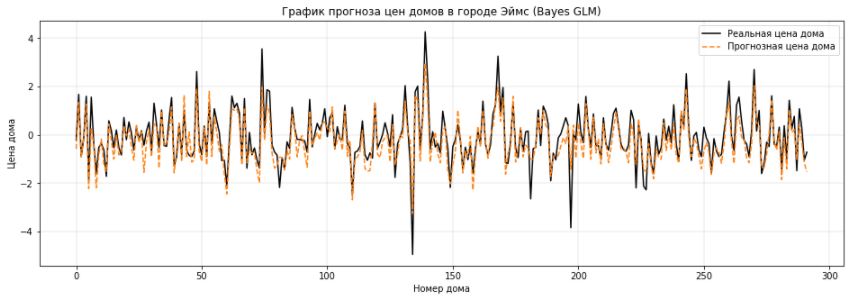 График прогноза цен домов в городе Эймс (Bayes GLM)
Реальная цена дома
Прогнозная цена дома
Цена дома
4
2
0
−2
−4
0 50 100 150 200 250 300
Номер дома